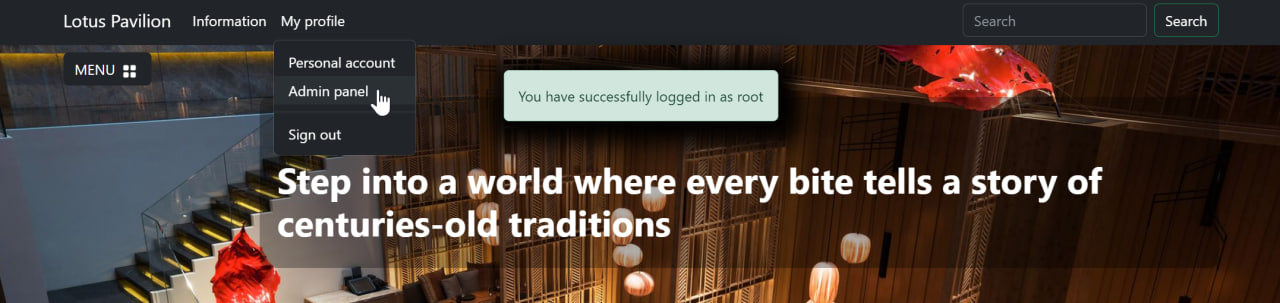 Lotus Pavilion Information My profile Search Search
MENU
Personal account
Admin panel
Sign out
You have successfully logged in as root
Step into a world where every bite tells a story of
centuries-old traditions